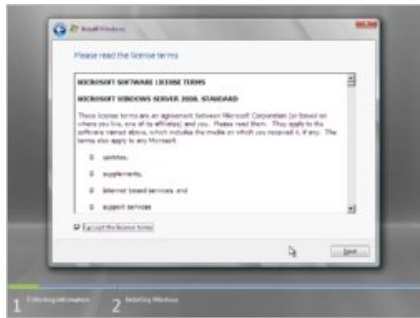 Install Windows
Please read the license terms
MICROSOFT SOFTWARE LICENSE TERMS
MICROSOFT WINDOWS SERVER 2008, STANDARD
These license terms are an agreement between Microsoft Corporation (or based on
where you live, one of its affiliates) and you. Please read them. They apply to the
software named above, which includes the media on which you received it, if any. The
terms also apply to any Microsoft
updates,
supplements,
Internet-based services, and
support services
I accept the license terms
Next
1 Collecting information
2 Installing Windows